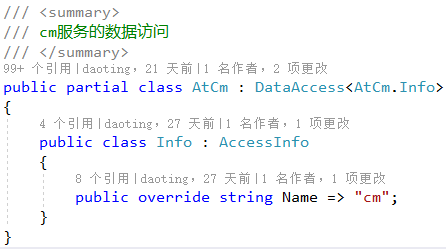 /// <summary>
/// cm服务的数据访问
/// </summary>
99+ 个引用|daoting，21 天前|1 名作者，2 项更改
public partial class AtCm : DataAccess<AtCm.Info>
{
4 个引用|daoting，27 天前|1 名作者，1 项更改
public class Info : AccessInfo
{
8 个引用|daoting，27 天前|1 名作者，1 项更改
public override string Name => "cm";
}
}